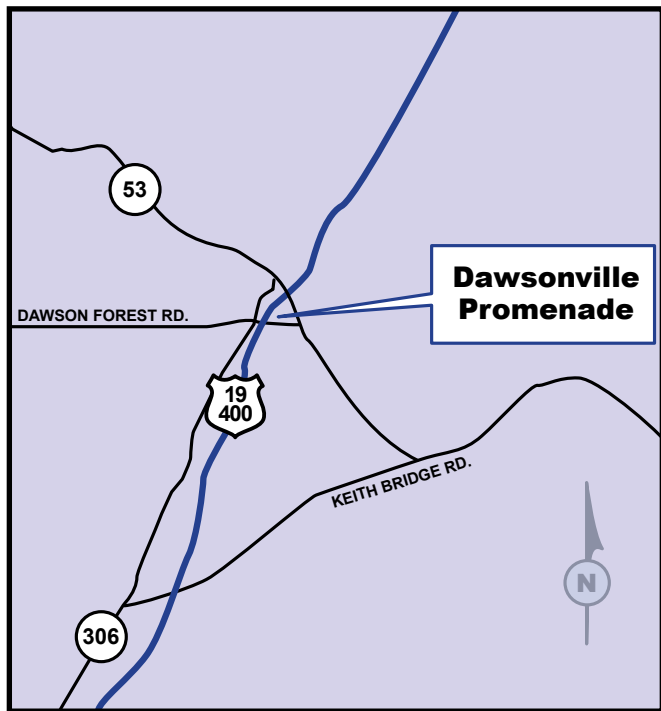 53
Dawsonville
Promenade
DAWSON FOREST RD.
19
400
KEITH BRIDGE RD.
N
306